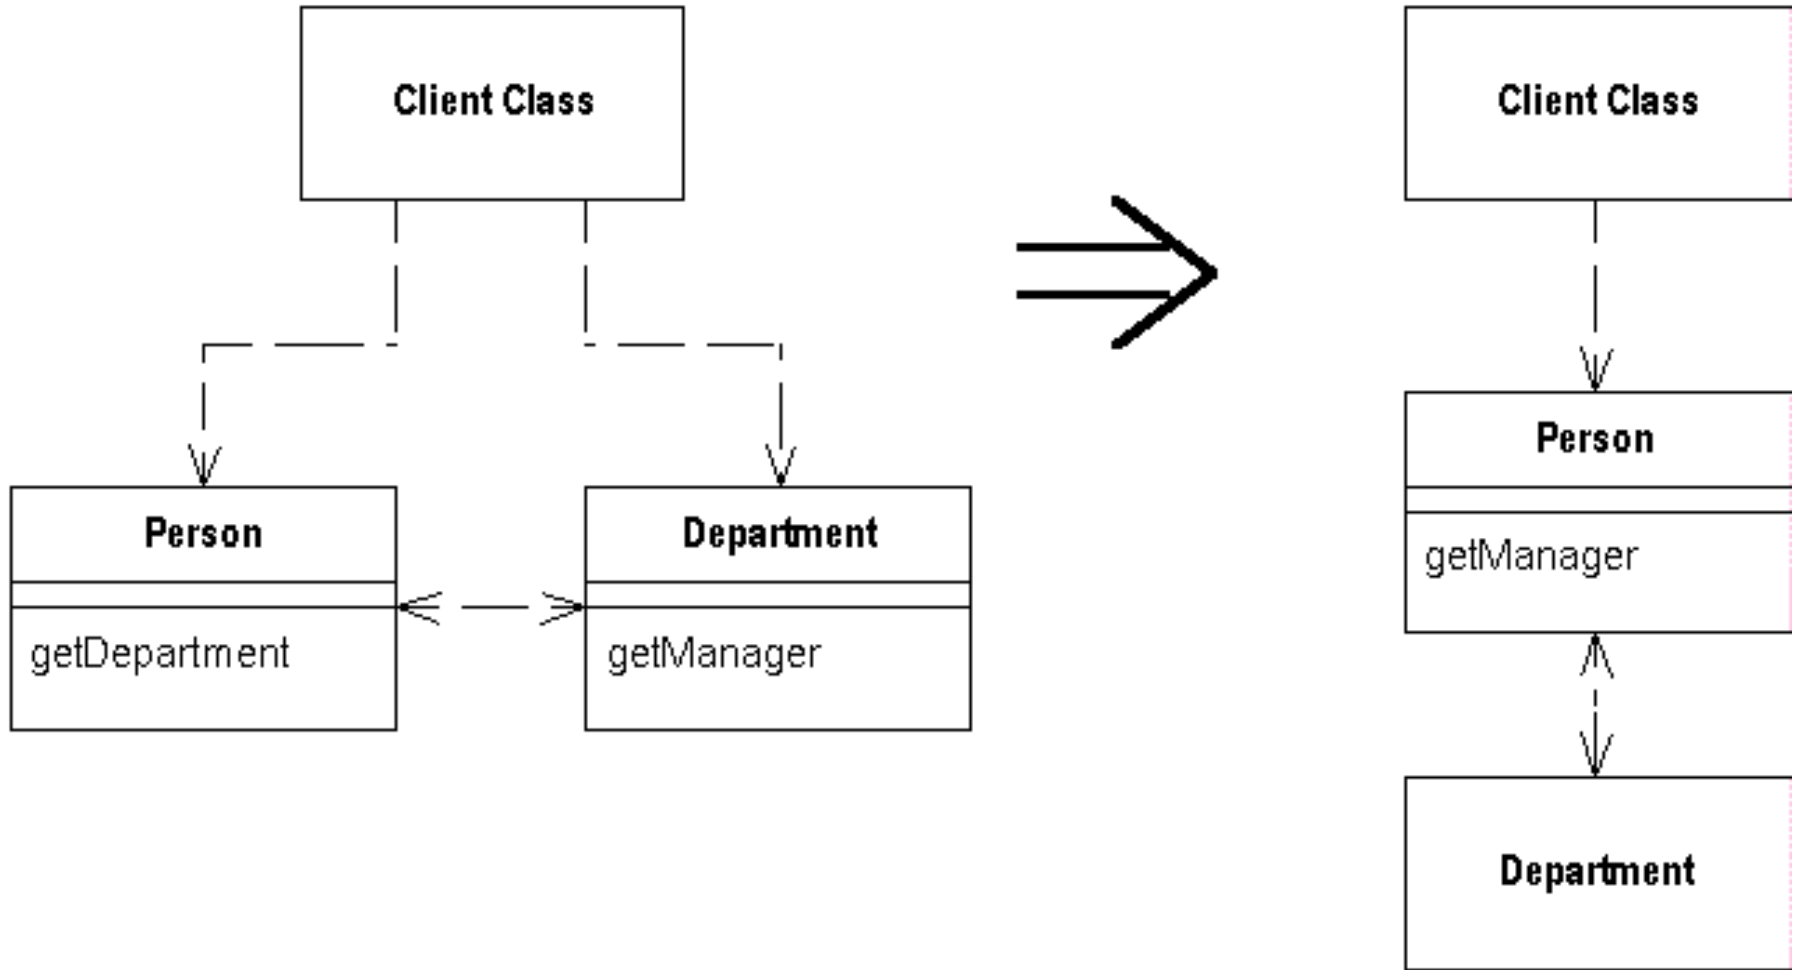 Client Class
Person
getDepartment
Department
getManager
Client Class
Person
getManager
Department